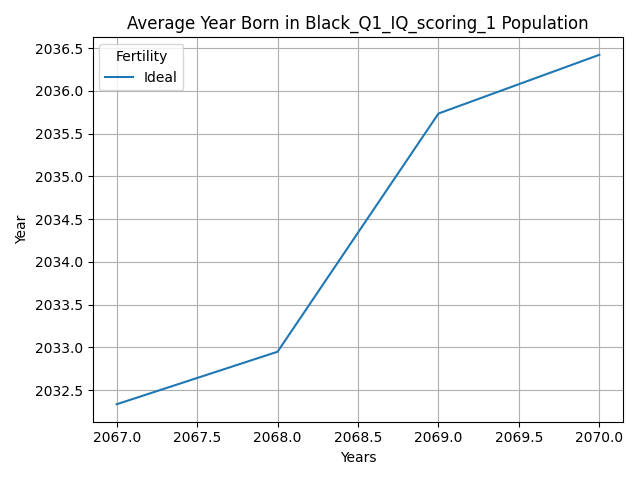 Average Year Born in Black_Q1_IQ_scoring_1 Population
Fertility
Ideal
2036.5
2036.0
2035.5
2035.0
2034.5
2034.0
2033.5
2033.0
2032.5
Year
2067.0 2067.5 2068.0 2068.5 2069.0 2069.5 2070.0
Years